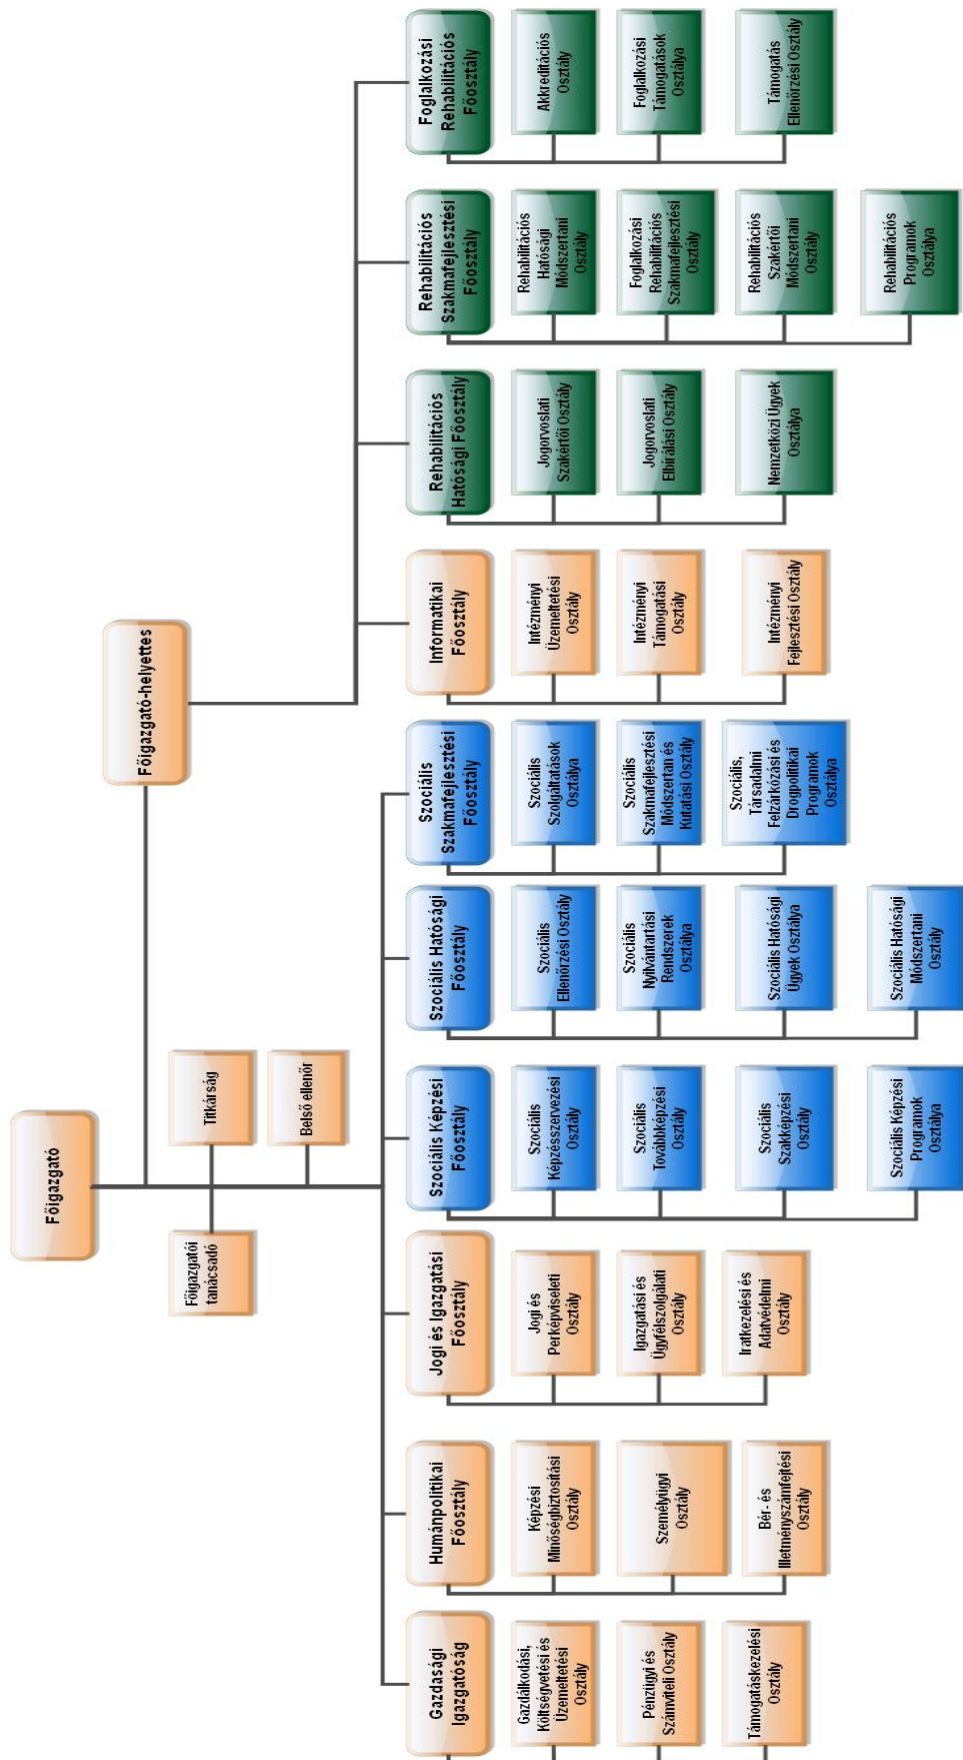 Főigazgató
Főigazgató-helyettes
Főigazgatói
tanácsadó
Titkárság
Belső ellenőr
Gazdasági
Igazgatóság
Gazdálkodási,
Költségvetési és
Üzemeltetési
Osztály
Pénzügyi és
Számviteli Osztály
Támogatáskezelési
Osztály
Humánpolitikai
Főosztály
Képzési
Minőségbiztosítási
Osztály
Személyügyi
Osztály
Bér- és
Illetményszámfejtési
Osztály
Jogi és Igazgatási
Főosztály
Jogi és
Perképviseleti
Osztály
Igazgatási és
Ügyfélszolgálati
Osztály
Iratkezelési és
Adatvédelmi
Osztály
Szociális Képzési
Főosztály
Szociális
Képzésszervezési
Osztály
Szociális
Továbbképzési
Osztály
Szociális
Szakképzési
Osztály
Szociális Képzési
Programok
Osztálya
Szociális Hatósági
Főosztály
Szociális
Ellenőrzési Osztály
Szociális
Nyilvántartási
Rendszerek
Osztálya
Szociális Hatósági
Ügyek Osztálya
Szociális Hatósági
Módszertani
Osztály
Szociális
Szakmafejlesztési
Főosztály
Szociális
Szolgáltatások
Osztálya
Szociális
Szakmafejlesztési
Módszertan és
Kutatási Osztály
Szociális,
Társadalmi
Felzárkózási és
Drogpolitikai
Programok
Osztálya
Informatikai
Főosztály
Intézményi
Üzemeltetési
Osztály
Intézményi
Támogatási
Osztály
Intézményi
Fejlesztési Osztály
Rehabilitációs
Hatósági Főosztály
Jogorvoslati
Szakértői Osztály
Jogorvoslati
Elbírálási Osztály
Nemzetközi Ügyek
Osztálya
Rehabilitációs
Szakmafejlesztési
Főosztály
Rehabilitációs
Hatósági
Módszertani
Osztály
Foglalkozási
Rehabilitációs
Szakmafejlesztési
Osztály
Rehabilitációs
Szakértői
Módszertani
Osztály
Rehabilitációs
Programok
Osztálya
Foglalkozási
Rehabilitációs
Főosztály
Akkreditációs
Osztály
Foglalkozási
Támogatások
Osztálya
Támogatás
Ellenőrzési Osztály